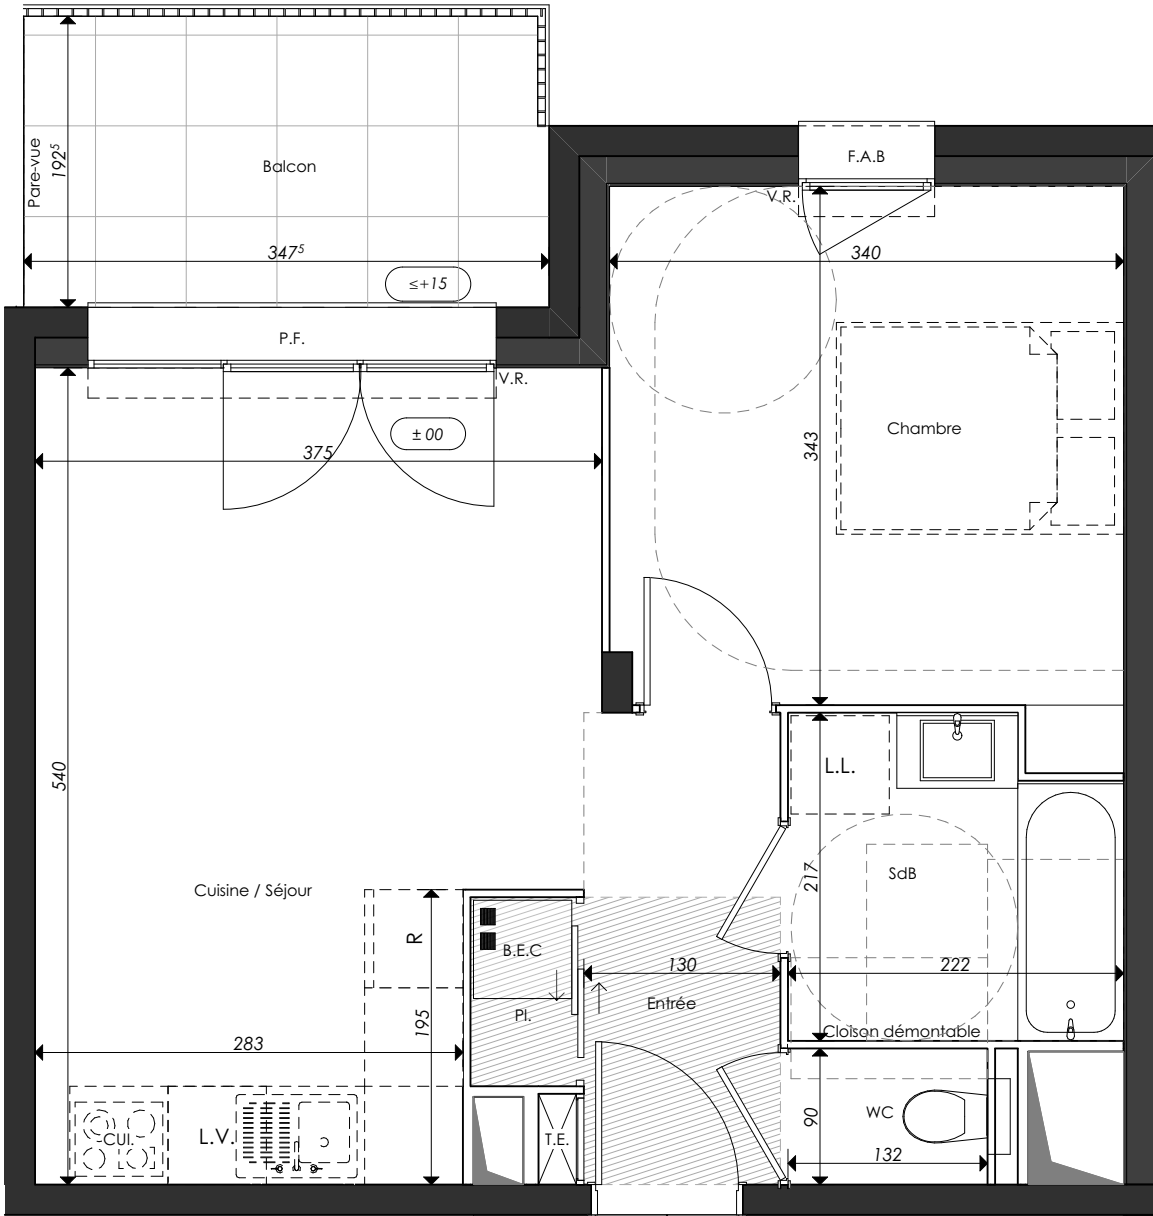 Pare-vue
192⁵
Balcon
F.A.B
V.R.
347⁵
340
≤+15
P.F.
V.R.
± 00
375
343
Chambre
540
L.L.
217
SdB
Cuisine / Séjour
R
B.E.C
130
222
Entrée
Pl.
195
Cloison démontable
283
90
WC
CUI.
L.V.
T.E.
132